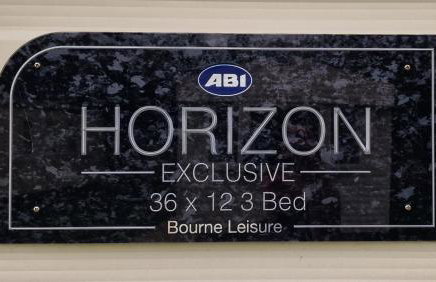 ABI
HORIZON
EXCLUSIVE
36 x 12 3 Bed
Bourne Leisure